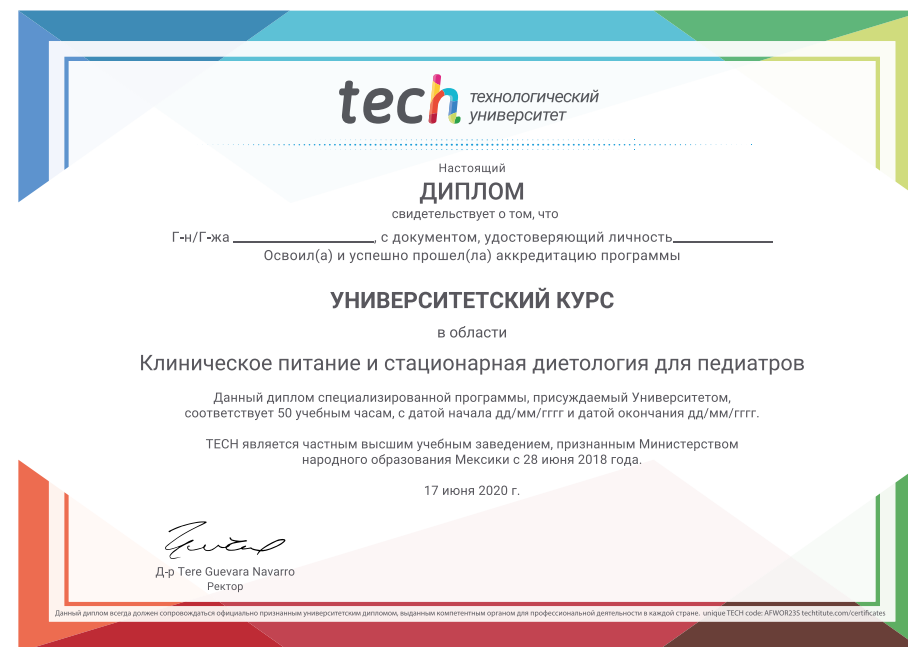 tech технологический
университет
Настоящий
ДИПЛОМ
свидетельствует о том, что
Г-н/Г-жа ____________________, с документом, удостоверяющий личность______________
Освоил(а) и успешно прошел(ла) аккредитацию программы
УНИВЕРСИТЕТСКИЙ КУРС
в области
Клиническое питание и стационарная диетология для педиатров
Данный диплом специализированной программы, присуждаемый Университетом,
соответствует 50 учебным часам, с датой начала дд/мм/гггг и датой окончания дд/мм/гггг.
TECH является частным высшим учебным заведением, признанным Министерством
народного образования Мексики с 28 июня 2018 года.
17 июня 2020 г.
Д-р Tere Guevara Navarro
Ректор
Данный диплом всегда должен сопровождаться официально признанным университетским дипломом, выданным компетентным органом для профессиональной деятельности в каждой стране. unique TECH code: AFWOR23S techtitute.com/certificates